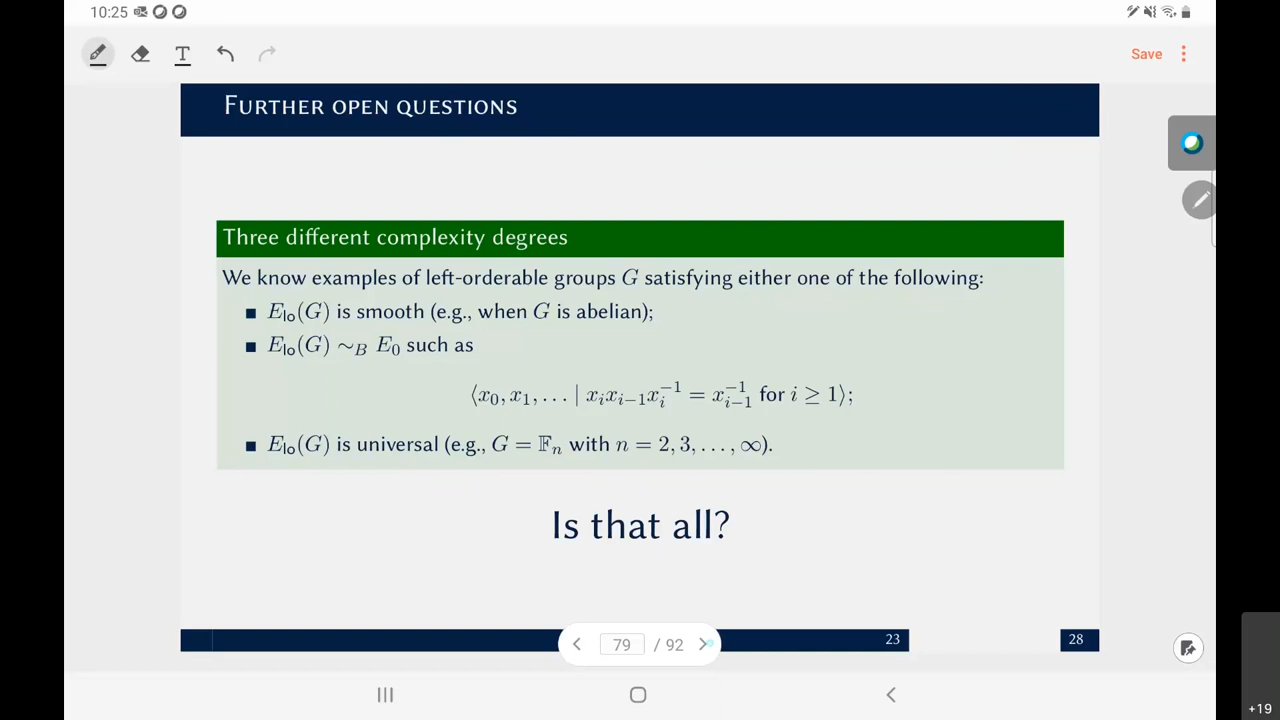 10:25
T
Save
FURTHER OPEN QUESTIONS
Three different complexity degrees
We know examples of left-orderable groups G satisfying either one of the following:
■ E_lo(G) is smooth (e.g., when G is abelian);
■ E_lo(G) ∼_B E_0 such as
⟨x_0, x_1, … | x_i x_{i−1} x_i^{−1} = x_{i−1}^{−1} for i ≥ 1⟩;
■ E_lo(G) is universal (e.g., G = 𝔽_n with n = 2, 3, …, ∞).
Is that all?
79 / 92
23
28
+19